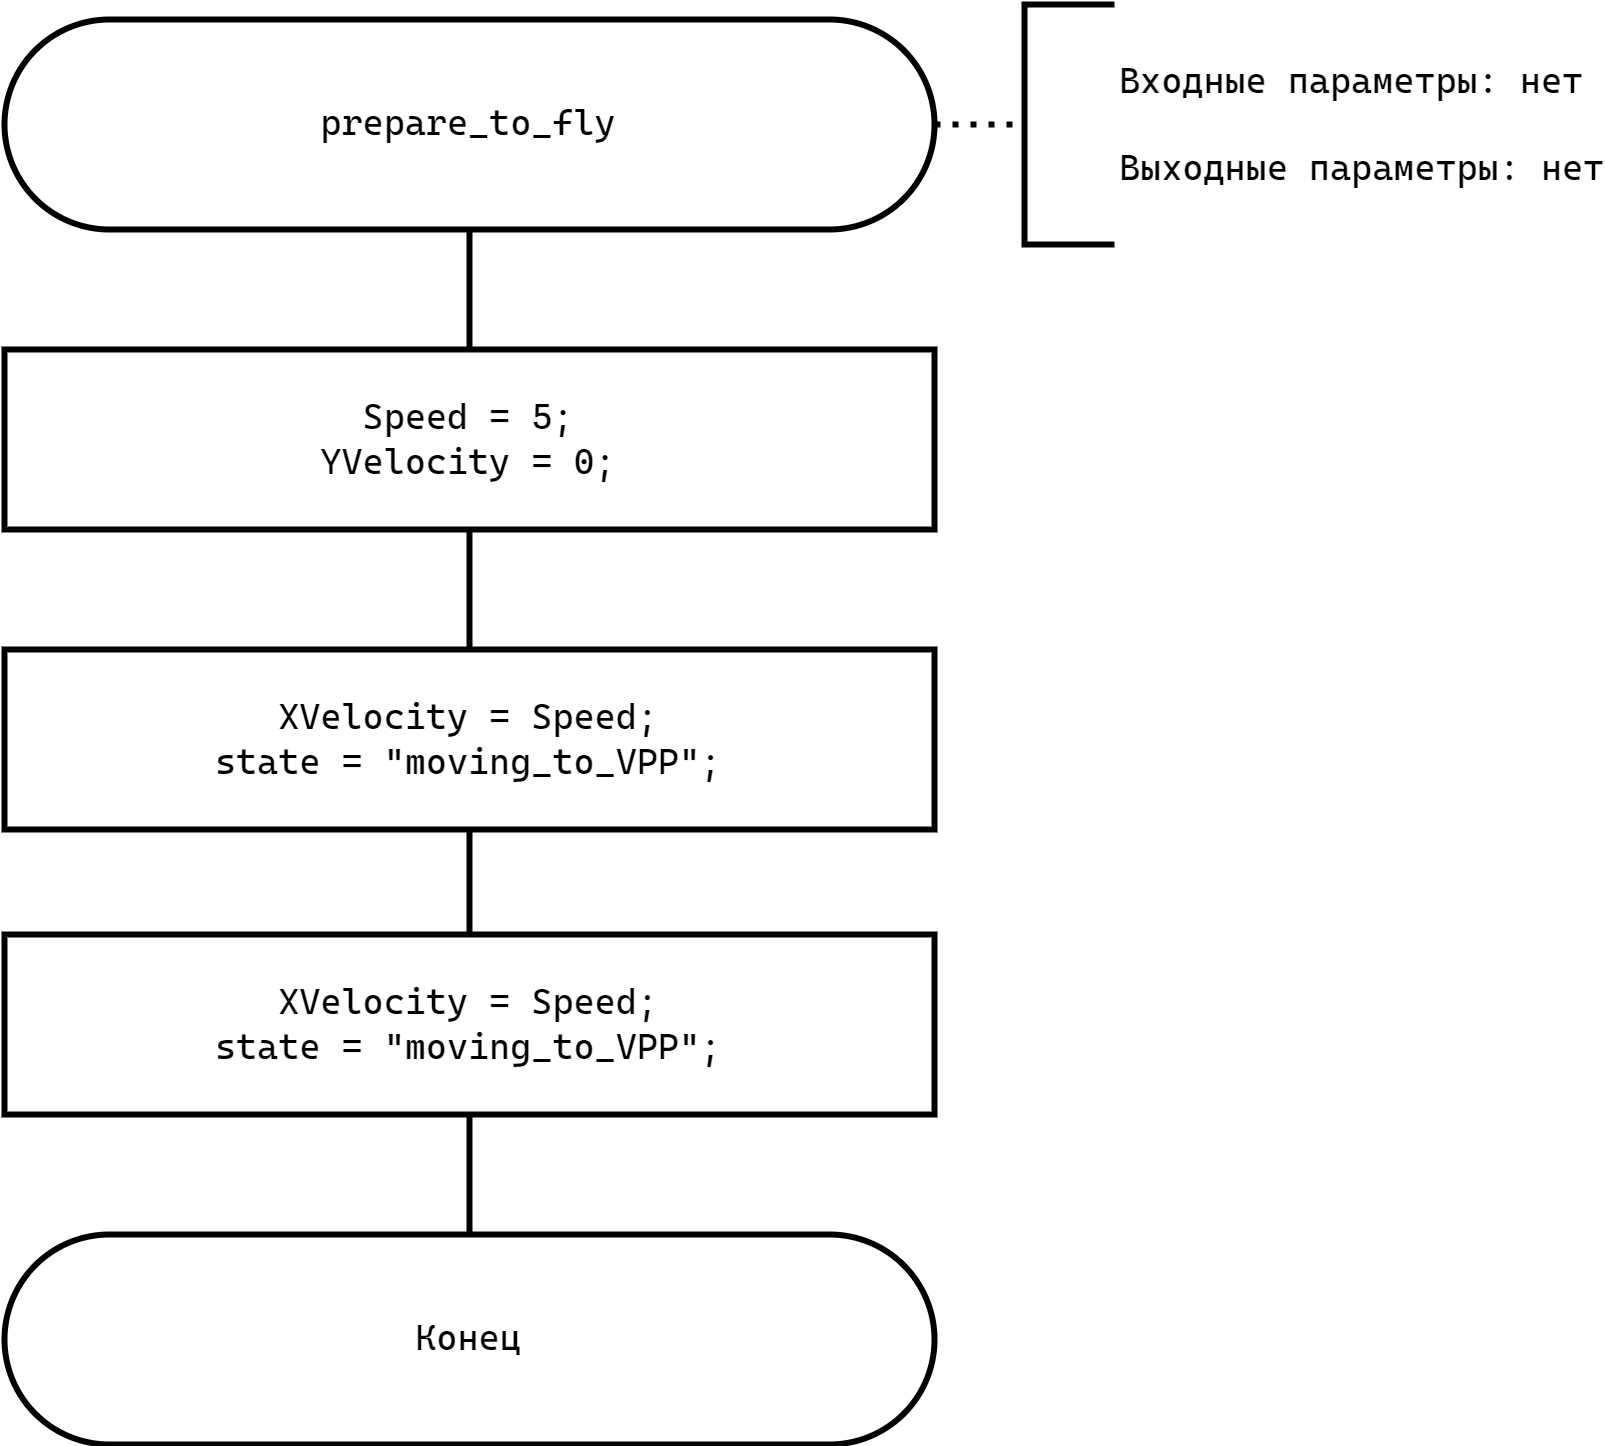 prepare_to_fly
Входные параметры: нет
Выходные параметры: нет
Speed = 5;
YVelocity = 0;
XVelocity = Speed;
state = "moving_to_VPP";
XVelocity = Speed;
state = "moving_to_VPP";
Конец